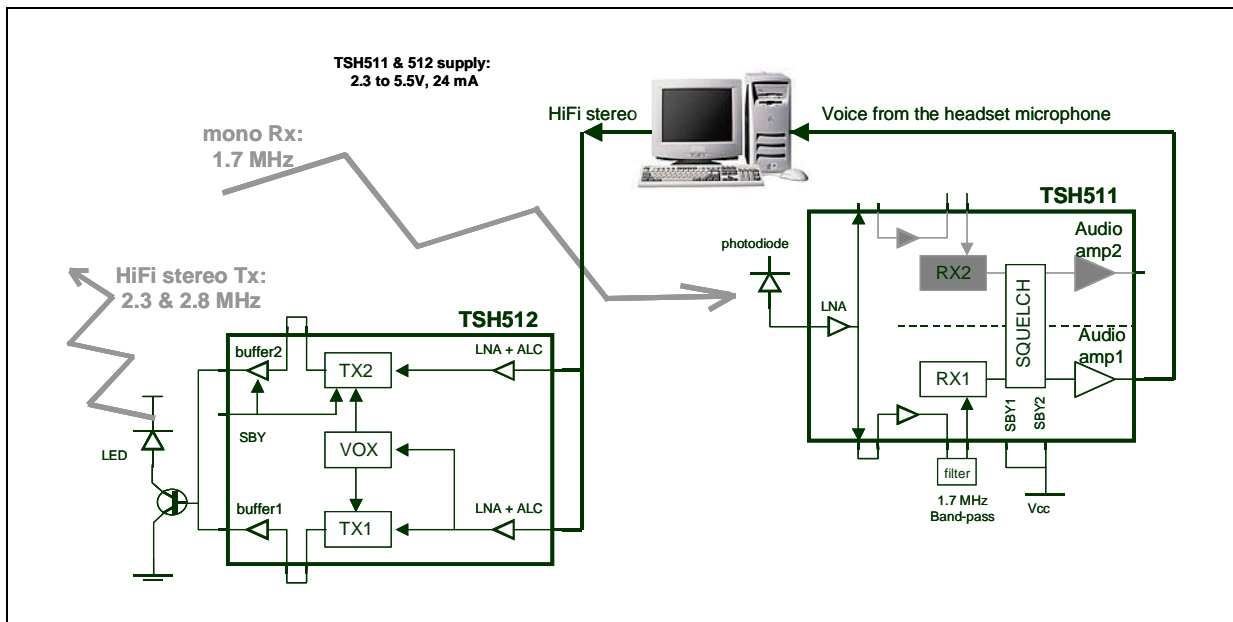 TSH511 & 512 supply:
2.3 to 5.5V, 24 mA
HiFi stereo
Voice from the headset microphone
mono Rx:
1.7 MHz
HiFi stereo Tx:
2.3 & 2.8 MHz
TSH512
buffer2
TX2
LNA + ALC
SBY
VOX
LED
buffer1
TX1
LNA + ALC
TSH511
photodiode
LNA
RX2
Audio
amp2
SQUELCH
RX1
Audio
amp1
SBY1
SBY2
filter
1.7 MHz
Band-pass
Vcc